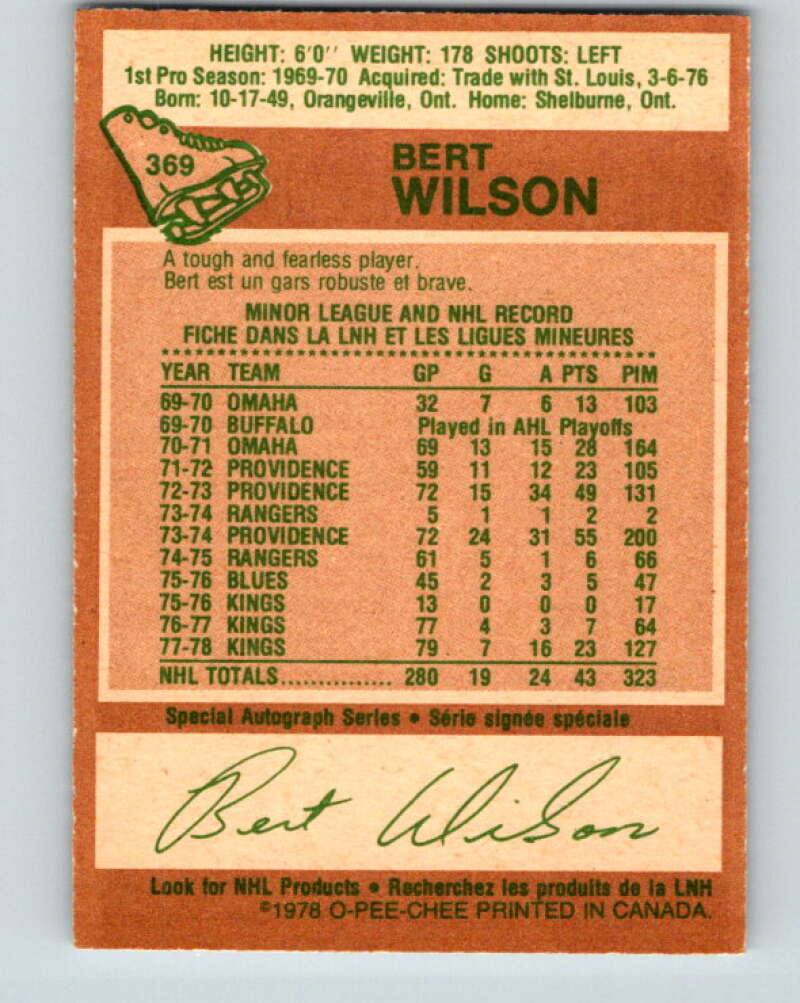 HEIGHT: 6'0'' WEIGHT: 178 SHOOTS: LEFT
1st Pro Season: 1969-70 Acquired: Trade with St. Louis, 3-6-76
Born: 10-17-49, Orangeville, Ont. Home: Shelburne, Ont.
369
BERT
WILSON
A tough and fearless player.
Bert est un gars robuste et brave.
MINOR LEAGUE AND NHL RECORD
FICHE DANS LA LNH ET LES LIGUES MINEURES
YEAR TEAM GP G A PTS PIM
69-70 OMAHA 32 7 6 13 103
69-70 BUFFALO Played in AHL Playoffs
70-71 OMAHA 69 13 15 28 164
71-72 PROVIDENCE 59 11 12 23 105
72-73 PROVIDENCE 72 15 34 49 131
73-74 RANGERS 5 1 1 2 2
73-74 PROVIDENCE 72 24 31 55 200
74-75 RANGERS 61 5 1 6 66
75-76 BLUES 45 2 3 5 47
75-76 KINGS 13 0 0 0 17
76-77 KINGS 77 4 3 7 64
77-78 KINGS 79 7 16 23 127
NHL TOTALS............... 280 19 24 43 323
Special Autograph Series • Série signée spéciale
Bert Wilson
Look for NHL Products • Recherchez les produits de la LNH
©1978 O-PEE-CHEE PRINTED IN CANADA.